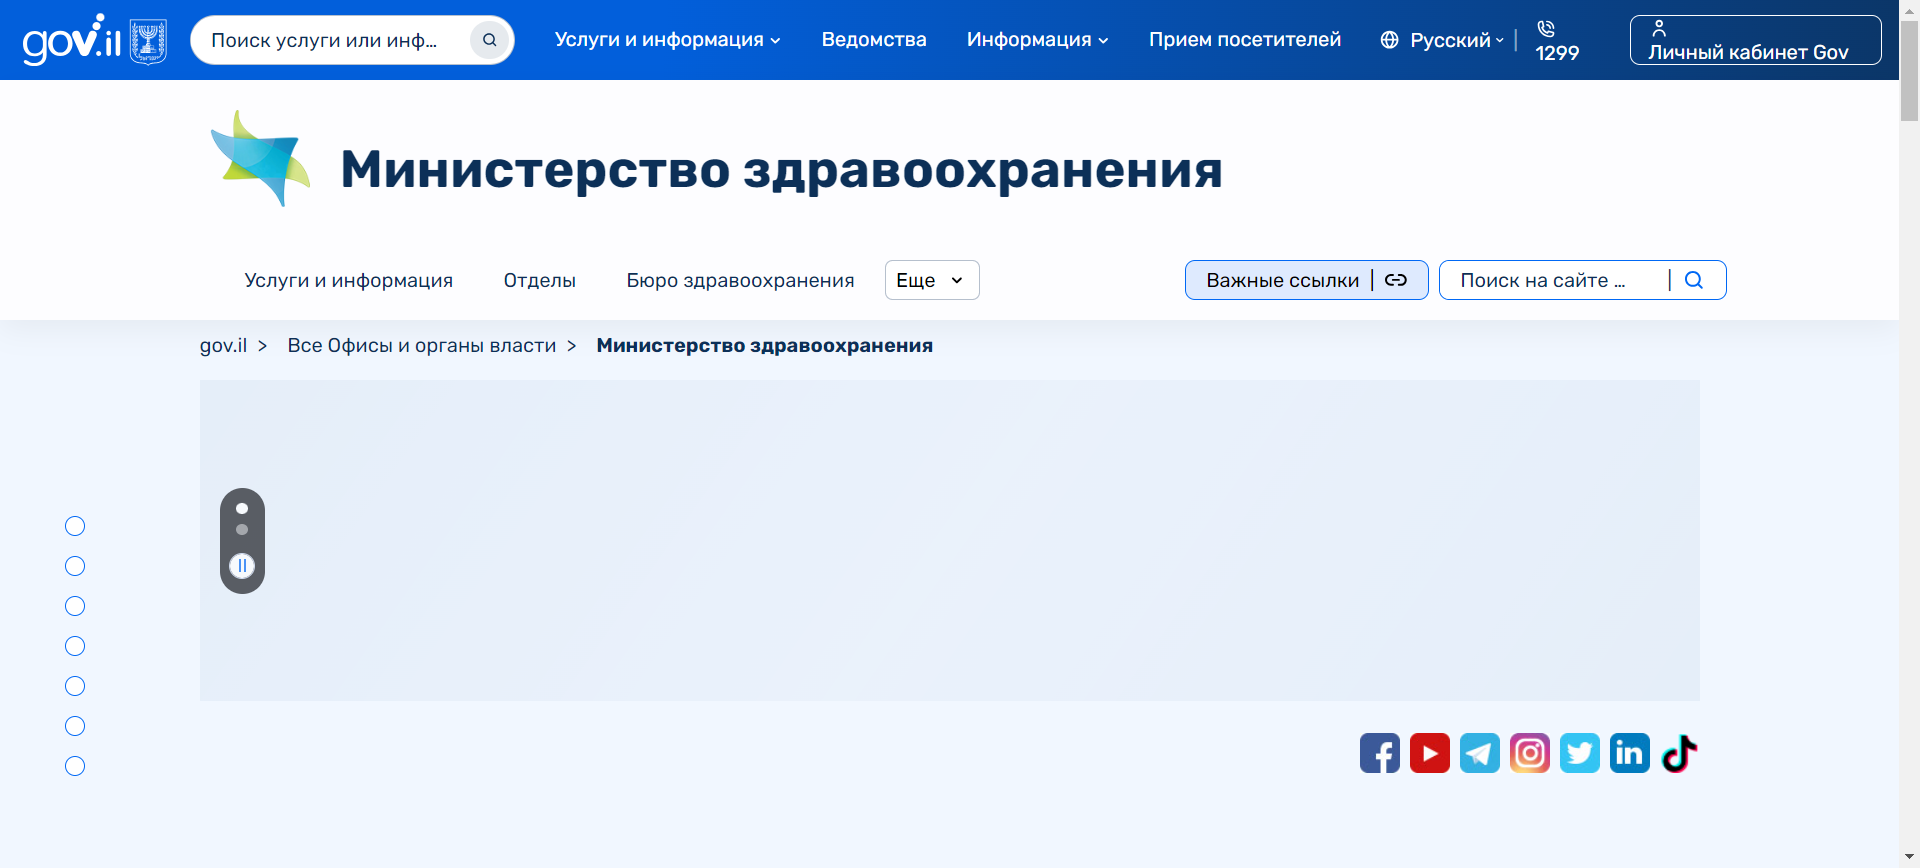 gov.il
Поиск услуги или инф...
Услуги и информация
Ведомства
Информация
Прием посетителей
Русский
1299
Личный кабинет Gov
Министерство здравоохранения
Услуги и информация
Отделы
Бюро здравоохранения
Еще
Важные ссылки
Поиск на сайте ...
gov.il > Все Офисы и органы власти > Министерство здравоохранения